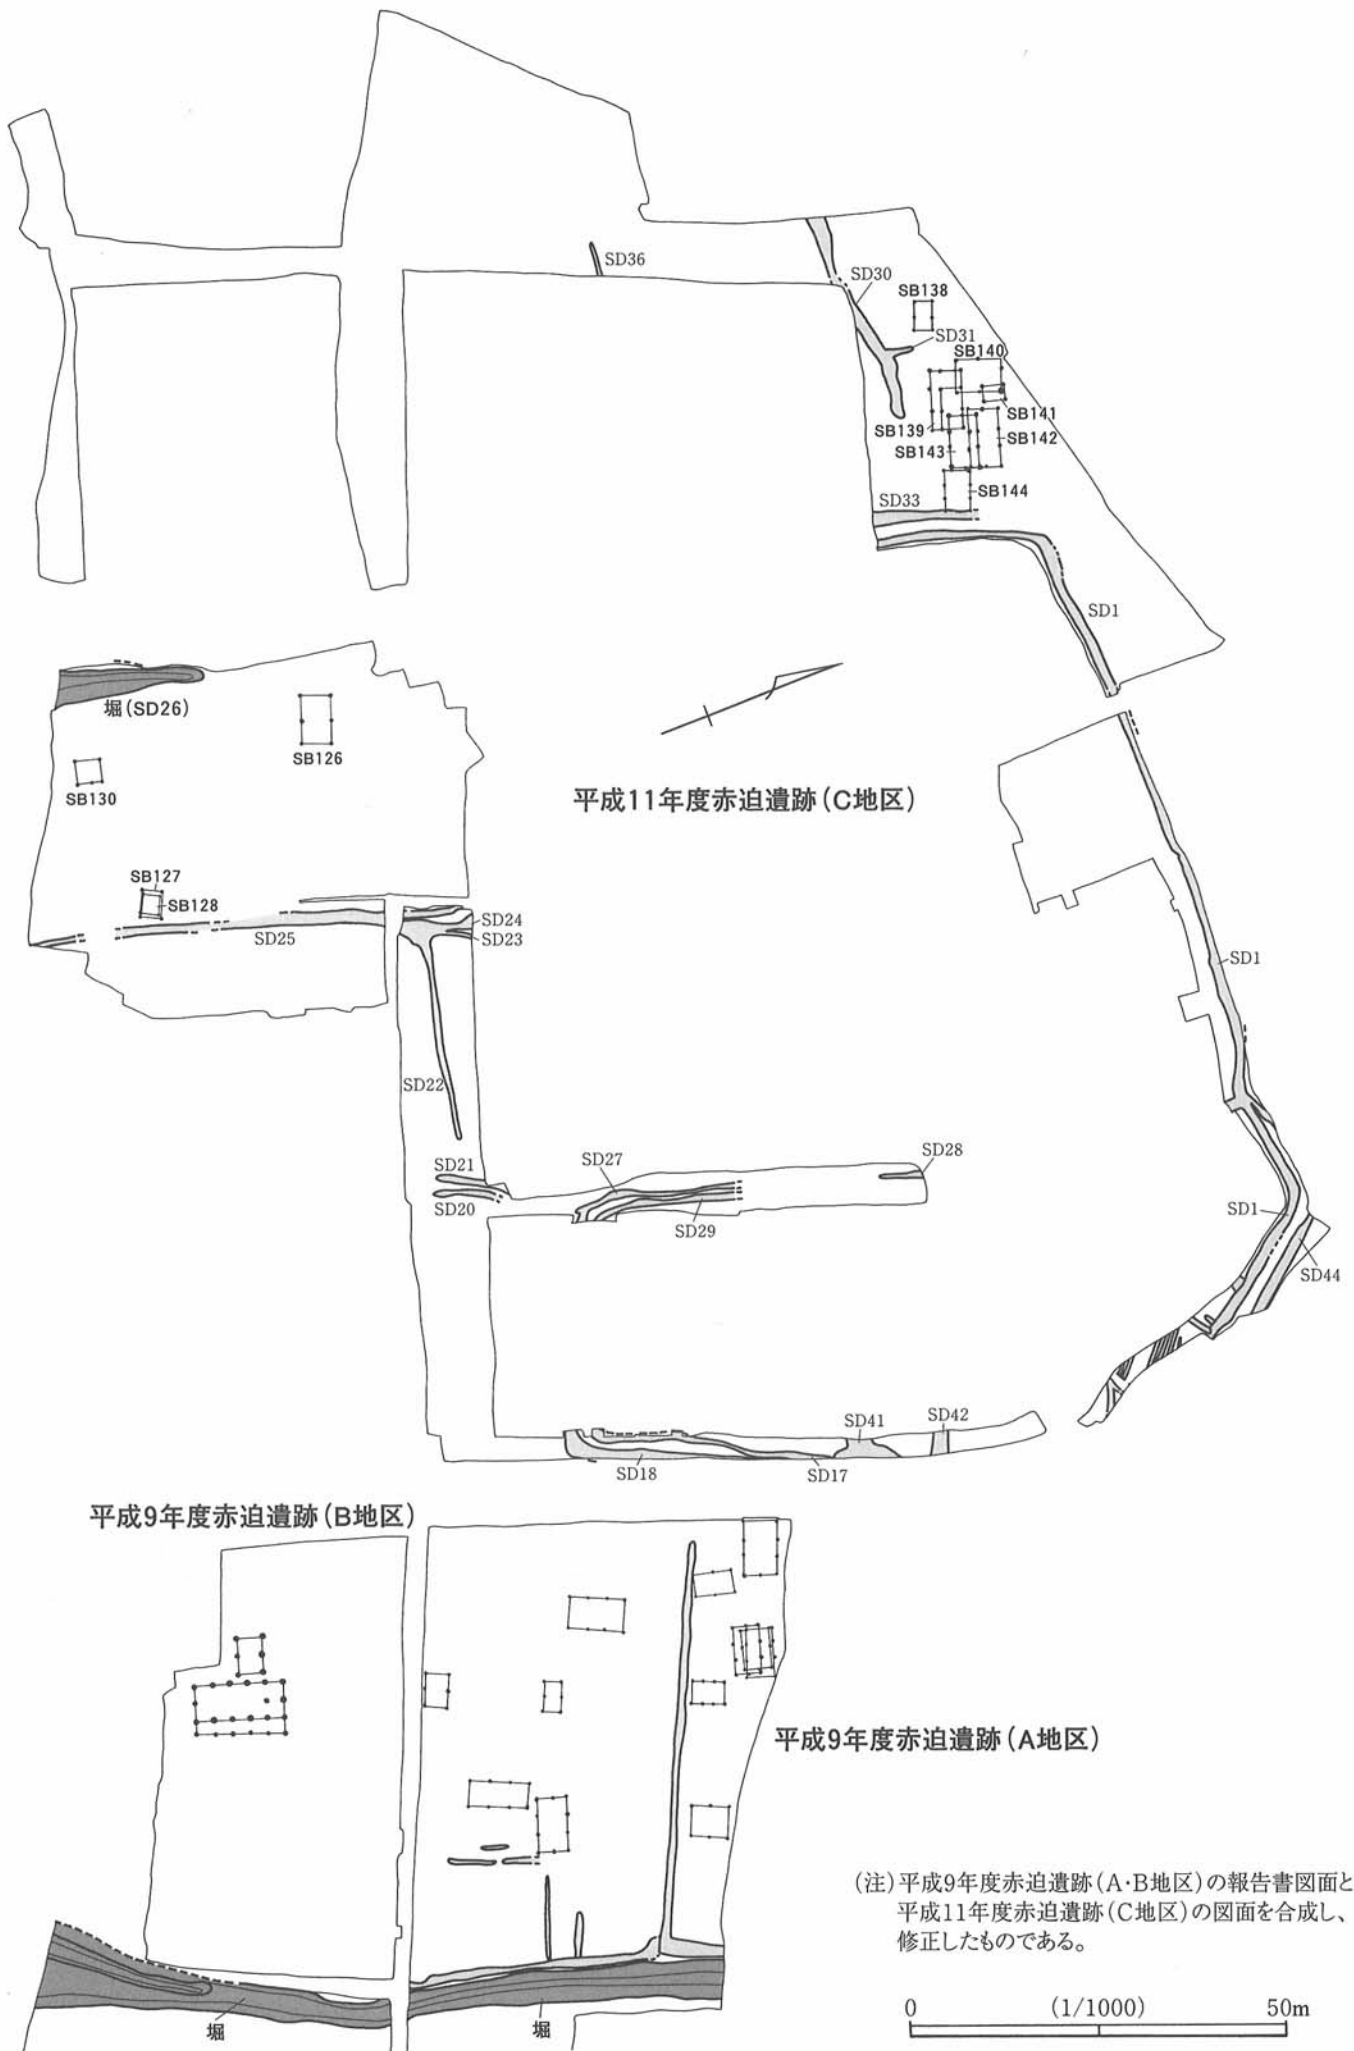 SD36
SD30
SB138
SD31
SB140
SB141
SB139
SB142
SB143
SB144
SD33
SD1
堀(SD26)
SB126
SB130
平成11年度赤迫遺跡(C地区)
SB127
SB128
SD24
SD23
SD25
SD1
SD22
SD21
SD27
SD28
SD20
SD29
SD1
SD44
SD41
SD42
SD18
SD17
平成9年度赤迫遺跡(B地区)
平成9年度赤迫遺跡(A地区)
(注)平成9年度赤迫遺跡(A・B地区)の報告書図面と
平成11年度赤迫遺跡(C地区)の図面を合成し、
修正したものである。
0 (1/1000) 50m
堀
堀